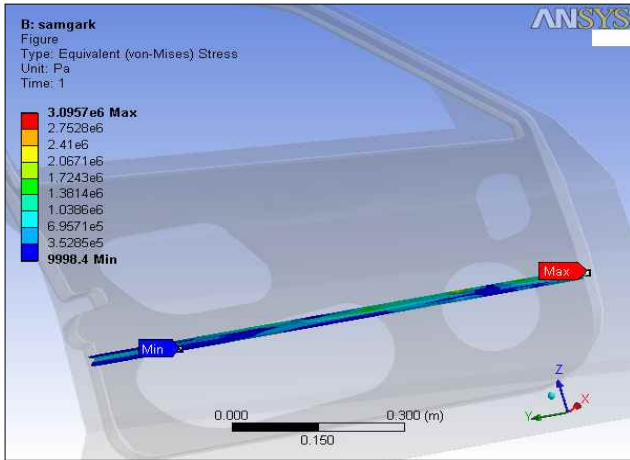 B: samgark
Figure
Type: Equivalent (von-Mises) Stress
Unit: Pa
Time: 1
ANSYS
3.0957e6 Max
2.7528e6
2.41e6
2.0671e6
1.7243e6
1.3814e6
1.0386e6
6.9571e5
3.5285e5
9998.4 Min
Max
Min
0.000 0.300 (m)
0.150
Z
X
Y